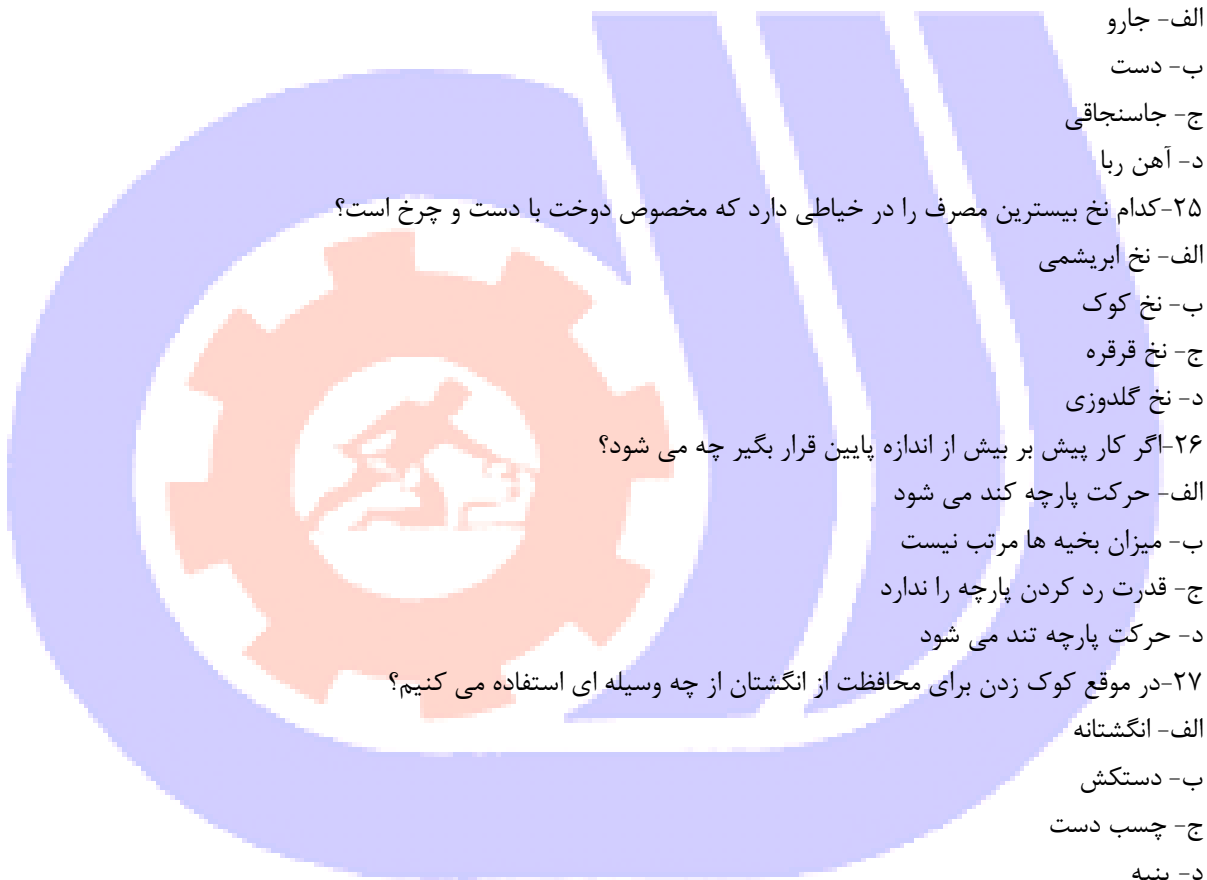 الف- جارو
ب- دست
ج- جاسنجاقی
د- آهن ربا
۲۵-کدام نخ بیسترین مصرف را در خیاطی دارد که مخصوص دوخت با دست و چرخ است؟
الف- نخ ابریشمی
ب- نخ کوک
ج- نخ قرقره
د- نخ گلدوزی
۲۶-اگر کار پیش بر بیش از اندازه پایین قرار بگیر چه می شود؟
الف- حرکت پارچه کند می شود
ب- میزان بخیه ها مرتب نیست
ج- قدرت رد کردن پارچه را ندارد
د- حرکت پارچه تند می شود
۲۷-در موقع کوک زدن برای محافظت از انگشتان از چه وسیله ای استفاده می کنیم؟
الف- انگشتانه
ب- دستکش
ج- چسب دست
د- پنبه